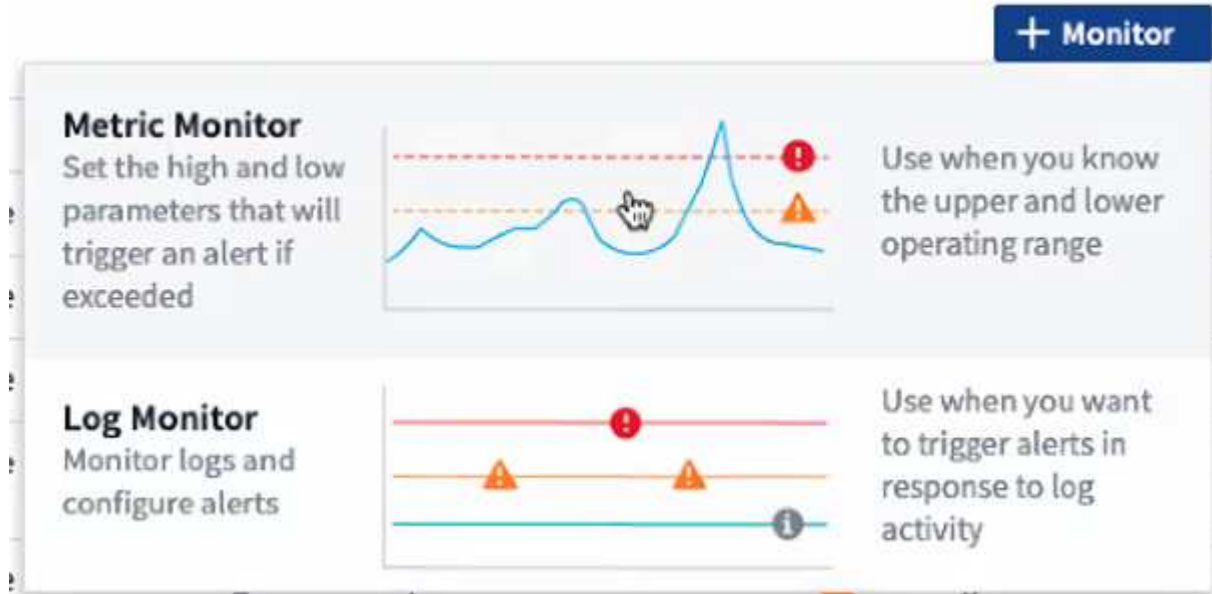 + Monitor
Metric Monitor
Set the high and low
parameters that will
trigger an alert if
exceeded
Use when you know
the upper and lower
operating range
Log Monitor
Monitor logs and
configure alerts
Use when you want
to trigger alerts in
response to log
activity